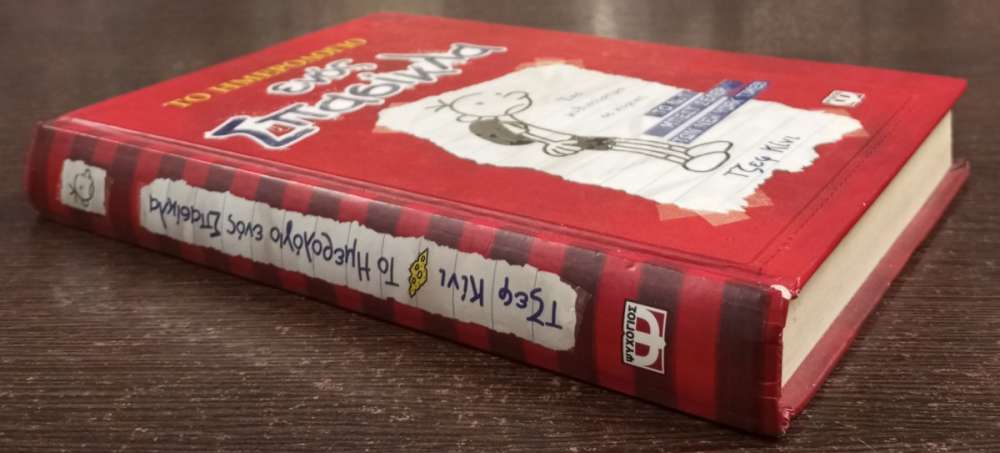 ΤΟ ΗΜΕΡΟΛΟΓΙΟ
ενός
Σπασίκλα
Τζεφ Κίνι
Τζεφ Κίνι Το Ημερολόγιο ενός Σπασίκλα
ΨΥΧΟΓΙΟΣ